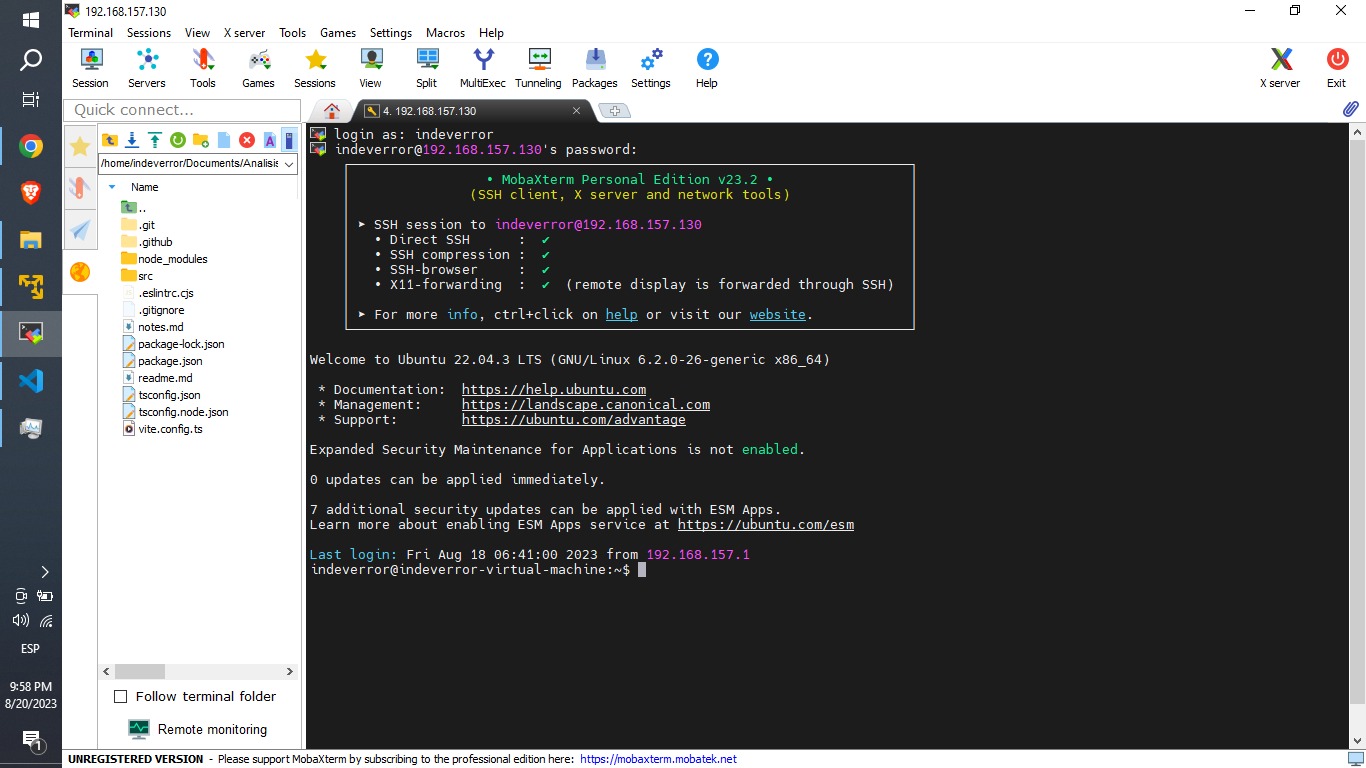 192.168.157.130
Terminal Sessions View X server Tools Games Settings Macros Help
Session Servers Tools Games Sessions View Split MultiExec Tunneling Packages Settings Help X server Exit
Quick connect...
4. 192.168.157.130
/home/indeverror/Documents/Analisis
Name
..
.git
.github
node_modules
src
.eslintrc.cjs
.gitignore
notes.md
package-lock.json
package.json
readme.md
tsconfig.json
tsconfig.node.json
vite.config.ts
Follow terminal folder
Remote monitoring
login as: indeverror
indeverror@192.168.157.130's password:
• MobaXterm Personal Edition v23.2 •
(SSH client, X server and network tools)
➤ SSH session to indeverror@192.168.157.130
• Direct SSH : ✔
• SSH compression : ✔
• SSH-browser : ✔
• X11-forwarding : ✔ (remote display is forwarded through SSH)
➤ For more info, ctrl+click on help or visit our website.
Welcome to Ubuntu 22.04.3 LTS (GNU/Linux 6.2.0-26-generic x86_64)
* Documentation: https://help.ubuntu.com
* Management: https://landscape.canonical.com
* Support: https://ubuntu.com/advantage
Expanded Security Maintenance for Applications is not enabled.
0 updates can be applied immediately.
7 additional security updates can be applied with ESM Apps.
Learn more about enabling ESM Apps service at https://ubuntu.com/esm
Last login: Fri Aug 18 06:41:00 2023 from 192.168.157.1
indeverror@indeverror-virtual-machine:~$
ESP
9:58 PM
8/20/2023
1
UNREGISTERED VERSION - Please support MobaXterm by subscribing to the professional edition here: https://mobaxterm.mobatek.net